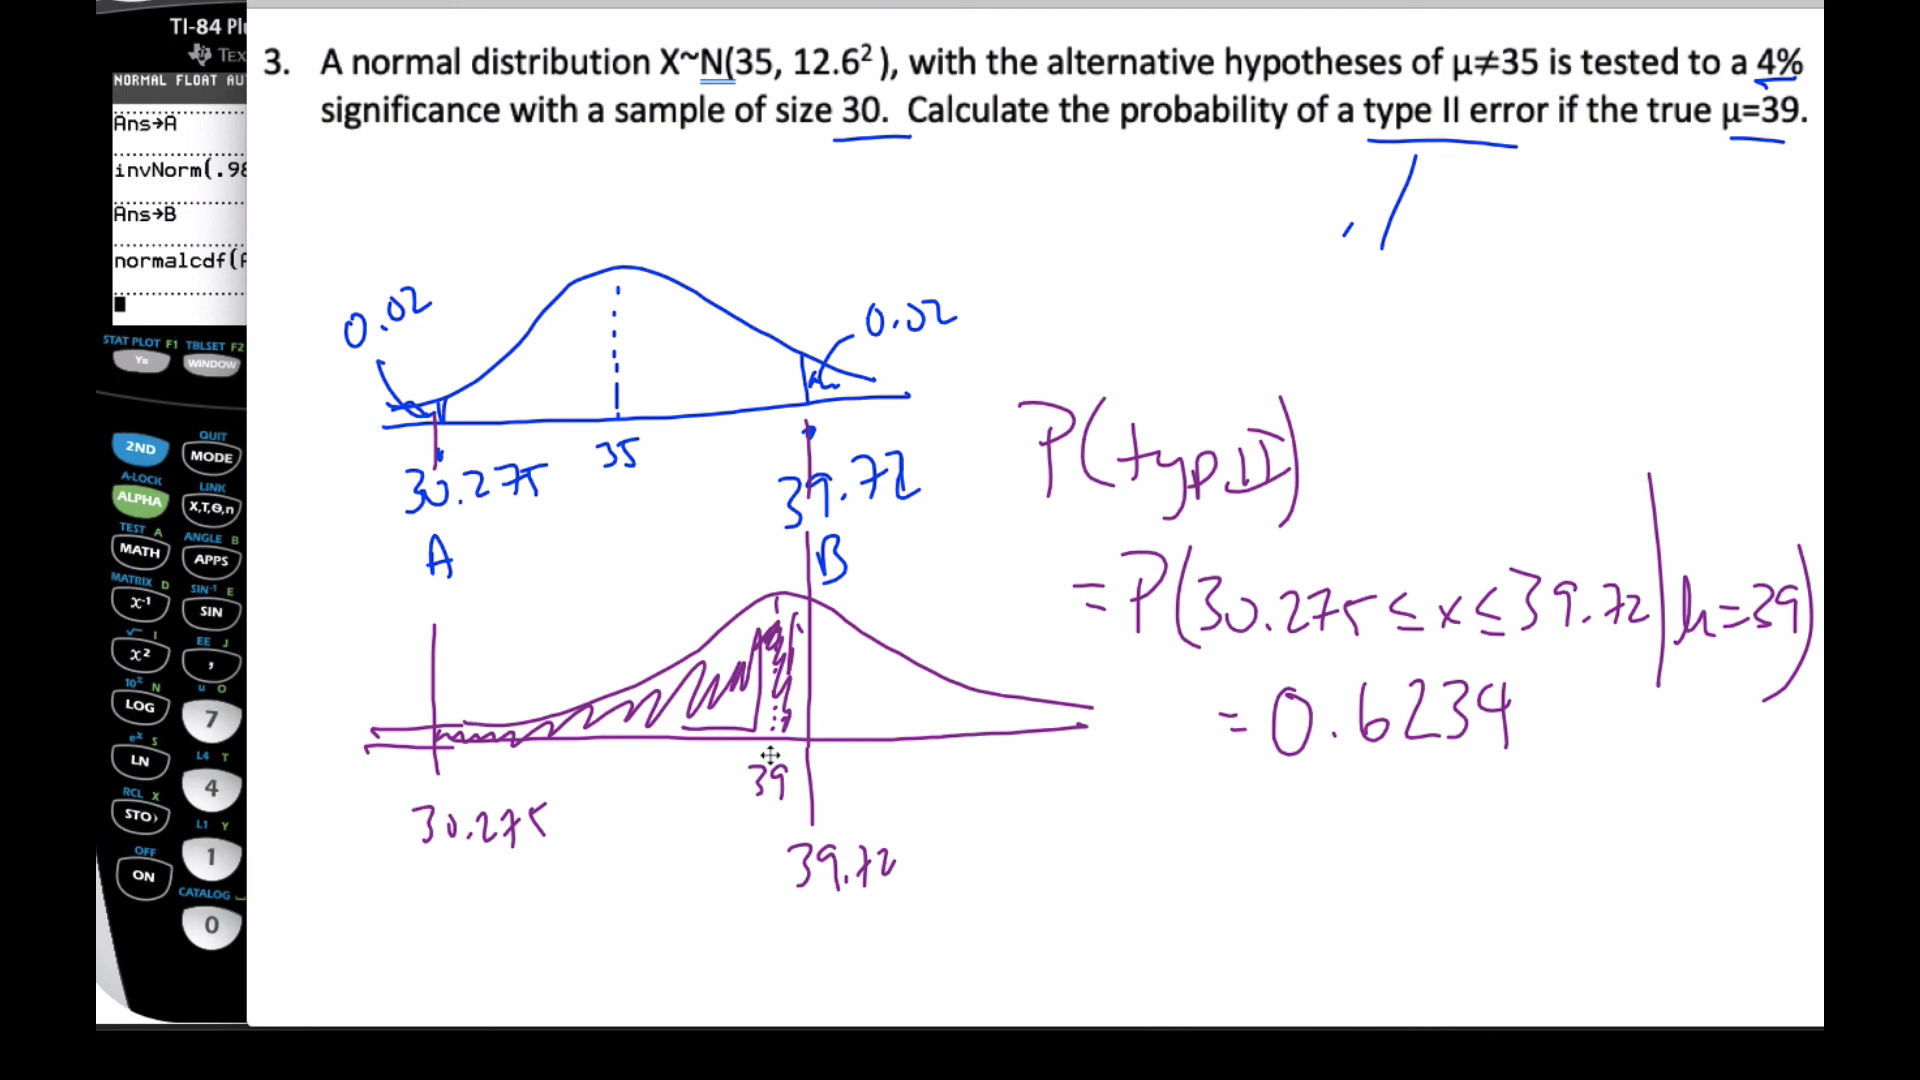 TI-84 Pl
TEX
NORMAL FLOAT AU
Ans→A
invNorm(.98
Ans→B
normalcdf(A
STAT PLOT F1 TBLSET F2
Y= WINDOW
QUIT
2ND MODE
A-LOCK LINK
ALPHA X,T,Θ,n
TEST A ANGLE B
MATH APPS
MATRIX D SIN⁻¹ E
x⁻¹ SIN
√ I EE J
x² ,
10ˣ N u O
LOG 7
eˣ S L4 T
LN 4
RCL X L1 Y
STO› 1
OFF CATALOG
ON 0
3. A normal distribution X~N(35, 12.6²), with the alternative hypotheses of μ≠35 is tested to a 4%
significance with a sample of size 30. Calculate the probability of a type II error if the true μ=39.
0.02 0.02
30.275 35 39.72
A B
30.275 39 39.72
P(typ II)
= P(30.275 ≤ x ≤ 39.72 | μ=39)
= 0.6234